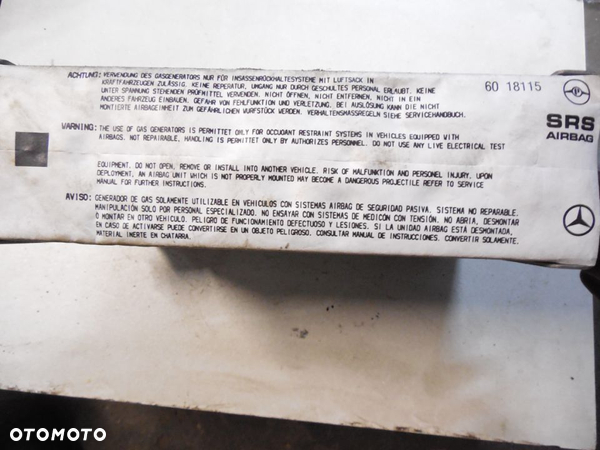 ACHTUNG: VERWENDUNG DES GASGENERATORS NUR FÜR INSASSENRÜCKHALTESYSTEME MIT LUFTSACK IN
KRAFTFAHRZEUGEN ZULÄSSIG. KEINE REPARATUR, UMGANG NUR DURCH GESCHULTES PERSONAL ERLAUBT. KEINE
UNTER SPANNUNG STEHENDEN PRÜFMITTEL VERWENDEN. NICHT ÖFFNEN, NICHT ENTFERNEN, NICHT IN EIN
ANDERES FAHRZEUG EINBAUEN. GEFAHR VON FEHLFUNKTION UND VERLETZUNG. BEI AUSLÖSUNG KANN DIE NICHT
MONTIERTE AIRBAGEINHEIT ZUM GEFÄHRLICHEN WURFSTÜCK WERDEN. VERHALTENSMASSREGELN SIEHE SERVICEHANDBUCH.
60 18115
SRS
AIRBAG
WARNING: THE USE OF GAS GENERATORS IS PERMITTET ONLY FOR OCCUDANT RESTRAINT SYSTEMS IN VEHICLES EQUIPPED WITH
AIRBAGS. NOT REPAIRABLE. HANDLING IS PERMITTET ONLY BY AUTHORIZES PERSONNEL. DO NOT USE ANY LIVE ELECTRICAL TEST
EQUIPMENT. DO NOT OPEN, REMOVE OR INSTALL INTO ANOTHER VEHICLE. RISK OF MALFUNKTION AND PERSONEL INJURY. UPON
DEPLOYMENT, AN AIRBAG UNIT WHICH IS NOT PROPERLY MOUNTED MAY BECOME A DANGEROUS PROJECTILE REFER TO SERVICE
MANUAL FOR FURTHER INSTRUCTIONS.
AVISO: GENERADOR DE GAS SOLAMENTE UTILIZABLE EN VEHICULOS CON SISTEMAS AIRBAG DE SEGURIDAD PASIVA. SISTEMA NO REPARABLE.
MANIPULACIÓN SOLO POR PERSONAL ESPECIALIZADO. NO ENSAYAR CON SISTEMAS DE MEDICÓN CON TENSIÓN. NO ABRIA, DESMONTAR
O MONTAR EN OTRO VEHÍCULO. PELIGRO DE FUNCIONAMIENTO DEFECTUOSO Y LESIONES. SI LA UNIDAD AIRBAG ESTÁ DESMONTADA,
EN CASO DE ACTIVARSE PUEDE CONVERTIRSE EN UN OBJETO PELIGROSO. CONSULTAR MANUAL DE INSTRUCCIONES. CONVERTIR SOLAMENTE.
MATERIAL INERTE EN CHATARRA.
OTOMOTO